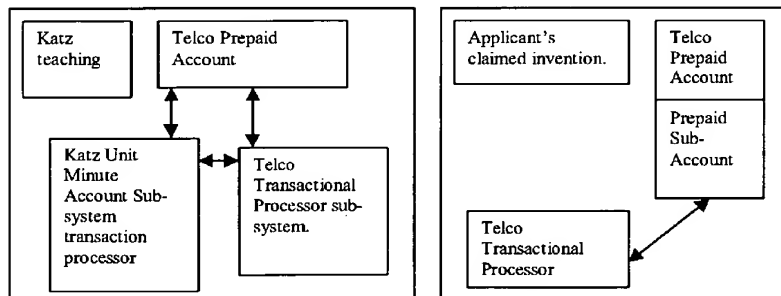 Katz
teaching
Telco Prepaid
Account
Katz Unit
Minute
Account Sub-
system
transaction
processor
Telco
Transactional
Processor sub-
system.
Applicant's
claimed invention.
Telco
Prepaid
Account
Prepaid
Sub-
Account
Telco
Transactional
Processor